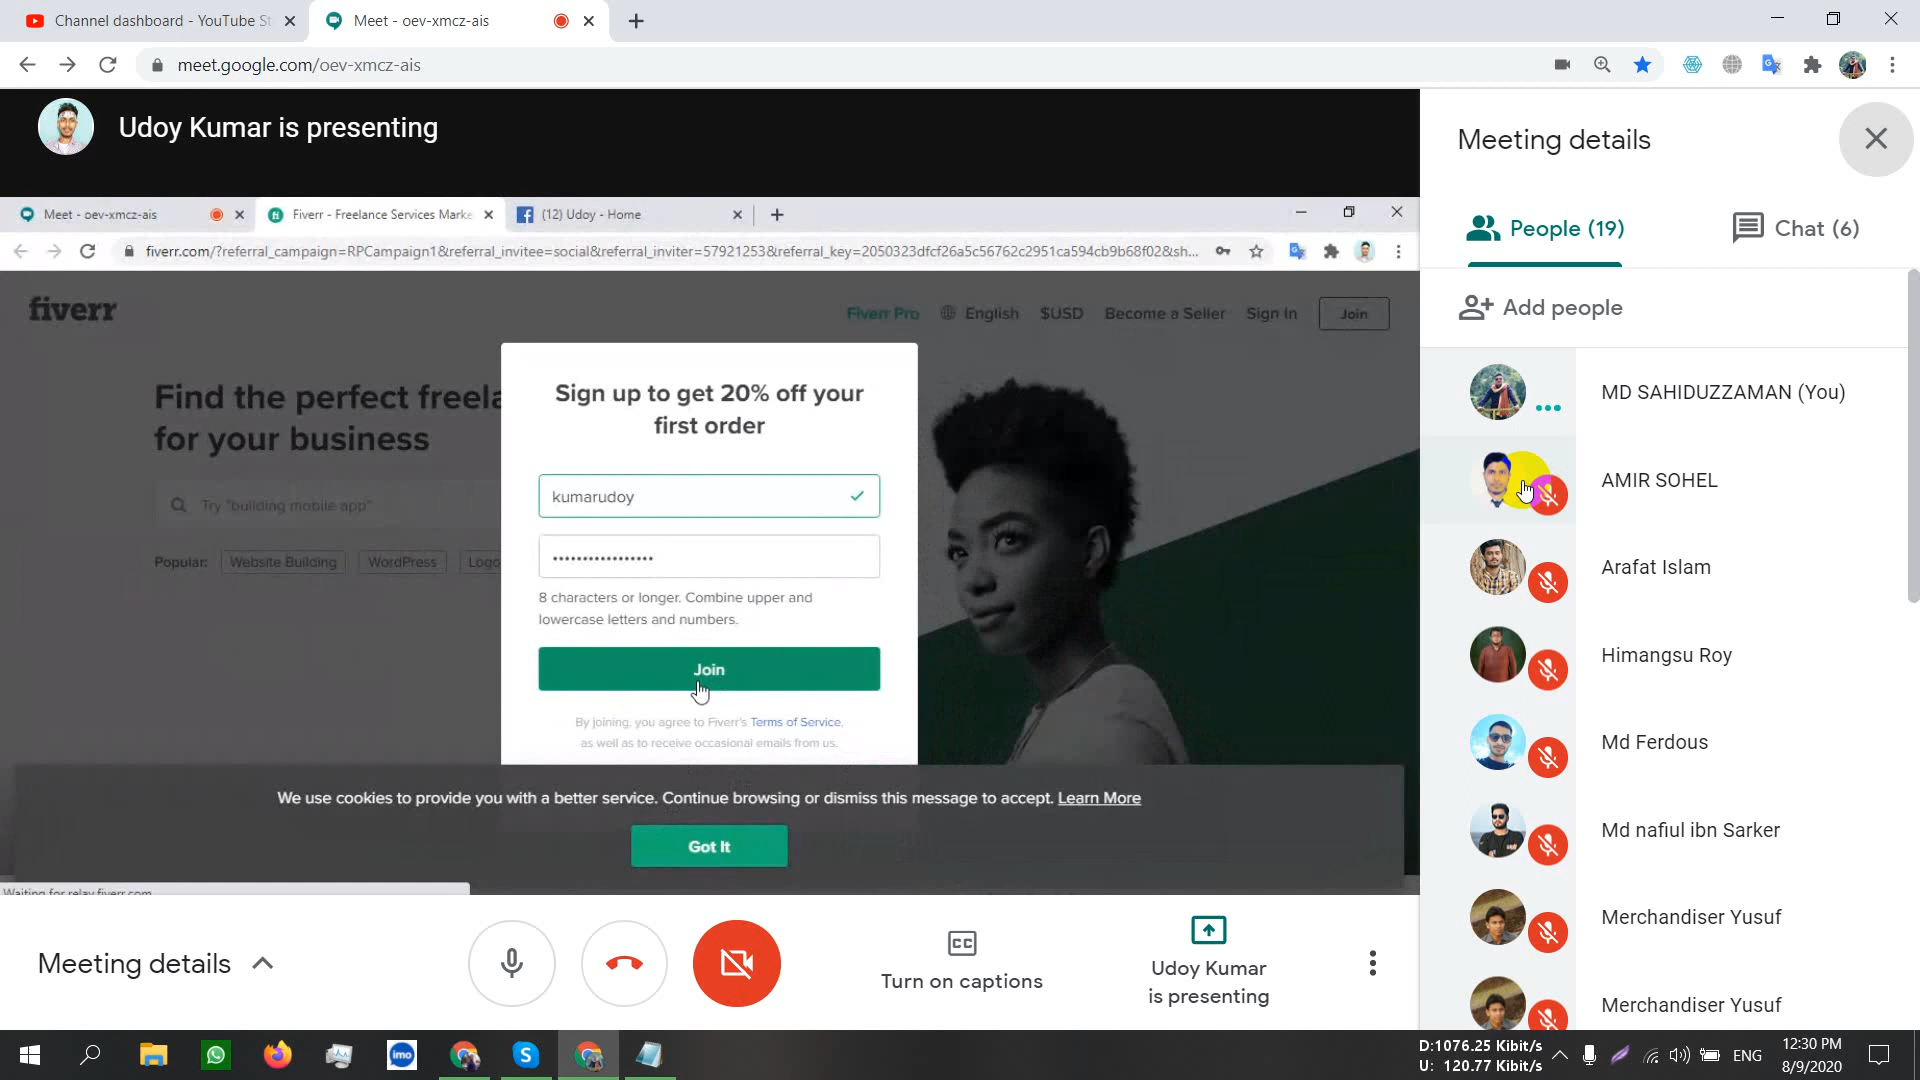 Channel dashboard - YouTube St
Meet - oev-xmcz-ais
meet.google.com/oev-xmcz-ais
Udoy Kumar is presenting
Meet - oev-xmcz-ais
Fiverr - Freelance Services Marke
(12) Udoy - Home
fiverr.com/?referral_campaign=RPCampaign1&referral_invitee=social&referral_inviter=57921253&referral_key=2050323dfcf26a5c56762c2951ca594cb9b68f02&sh...
fiverr
Fiverr Pro
English
$USD
Become a Seller
Sign In
Join
Find the perfect freela
for your business
Try "building mobile app"
Popular:
Website Building
WordPress
Logo
Sign up to get 20% off your
first order
kumarudoy
8 characters or longer. Combine upper and
lowercase letters and numbers.
Join
By joining, you agree to Fiverr's Terms of Service,
as well as to receive occasional emails from us.
We use cookies to provide you with a better service. Continue browsing or dismiss this message to accept. Learn More
Got It
Waiting for relay.fiverr.com
Meeting details
Turn on captions
Udoy Kumar
is presenting
Meeting details
People (19)
Chat (6)
Add people
MD SAHIDUZZAMAN (You)
AMIR SOHEL
Arafat Islam
Himangsu Roy
Md Ferdous
Md nafiul ibn Sarker
Merchandiser Yusuf
Merchandiser Yusuf
imo
D:1076.25 Kibit/s
U: 120.77 Kibit/s
ENG
12:30 PM
8/9/2020